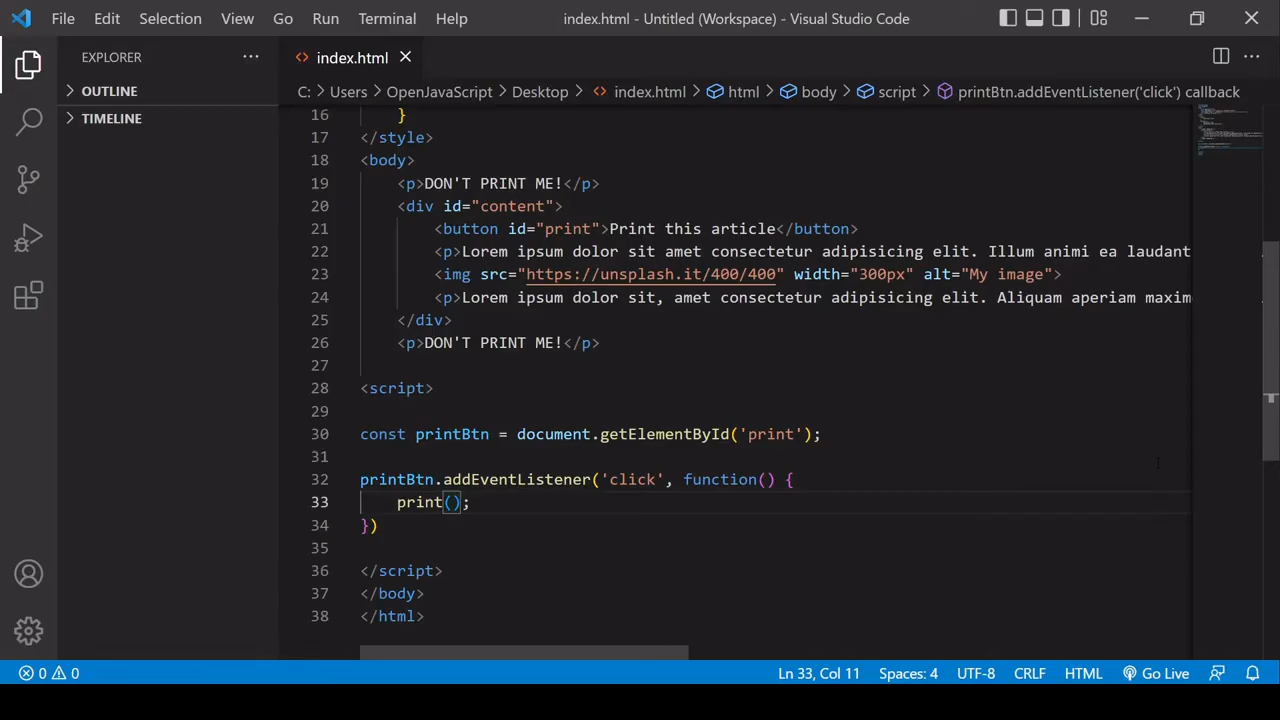 File Edit Selection View Go Run Terminal Help index.html - Untitled (Workspace) - Visual Studio Code
EXPLORER ···
OUTLINE
TIMELINE
index.html
C: > Users > OpenJavaScript > Desktop > index.html > html > body > script > printBtn.addEventListener('click') callback
16 }
17 </style>
18 <body>
19 <p>DON'T PRINT ME!</p>
20 <div id="content">
21 <button id="print">Print this article</button>
22 <p>Lorem ipsum dolor sit amet consectetur adipisicing elit. Illum animi ea laudant
23 <img src="https://unsplash.it/400/400" width="300px" alt="My image">
24 <p>Lorem ipsum dolor sit, amet consectetur adipisicing elit. Aliquam aperiam maxim
25 </div>
26 <p>DON'T PRINT ME!</p>
27
28 <script>
29
30 const printBtn = document.getElementById('print');
31
32 printBtn.addEventListener('click', function() {
33 print();
34 })
35
36 </script>
37 </body>
38 </html>
0 0 Ln 33, Col 11 Spaces: 4 UTF-8 CRLF HTML Go Live